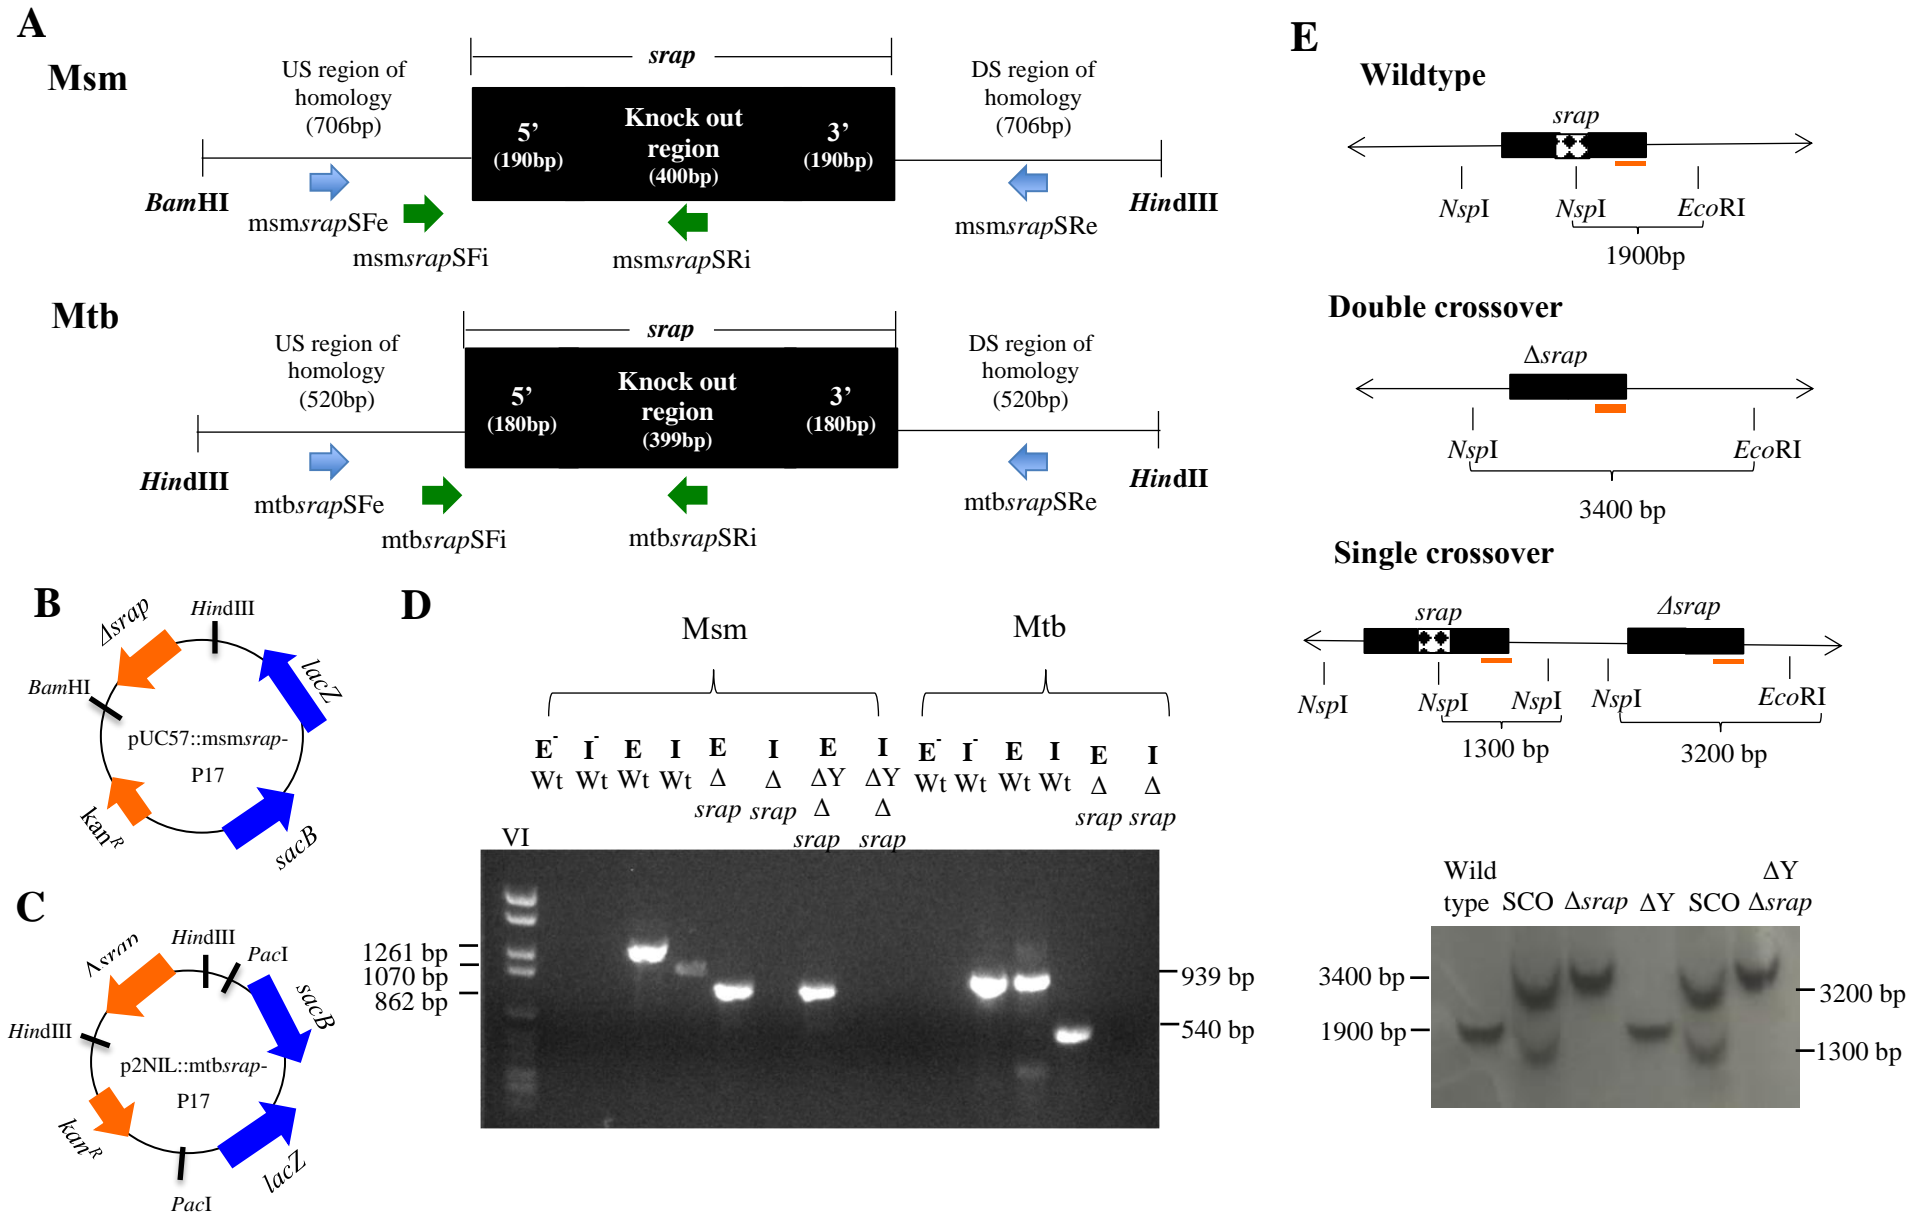 A
Msm
US region of
homology
(706bp)
srap
DS region of
homology
(706bp)
5’
(190bp)
Knock out
region
(400bp)
3’
(190bp)
BamHI
HindIII
msmsrapSFe
msmsrapSFi
msmsrapSRi
msmsrapSRe
Mtb
US region of
homology
(520bp)
srap
DS region of
homology
(520bp)
5’
(180bp)
Knock out
region
(399bp)
3’
(180bp)
HindIII
HindII
mtbsrapSFe
mtbsrapSFi
mtbsrapSRi
mtbsrapSRe
B
Δsrap
HindIII
lacZ
BamHI
pUC57::msmsrap-
P17
kanR
sacB
C
Δsrap
HindIII
PacI
sacB
HindIII
p2NIL::mtbsrap-
P17
kanR
lacZ
PacI
D
Msm
Mtb
E- I- E I E I E I E- I- E I E I
Wt Wt Wt Wt Δ Δ ΔY ΔY Wt Wt Wt Wt Δ Δ
srap srap Δ Δ srap srap
srap srap
VI
1261 bp
1070 bp
862 bp
939 bp
540 bp
E
Wildtype
srap
NspI NspI EcoRI
1900bp
Double crossover
Δsrap
NspI EcoRI
3400 bp
Single crossover
srap Δsrap
NspI NspI NspI NspI EcoRI
1300 bp 3200 bp
Wild ΔY
type SCO Δsrap ΔY SCO Δsrap
3400 bp
1900 bp
3200 bp
1300 bp